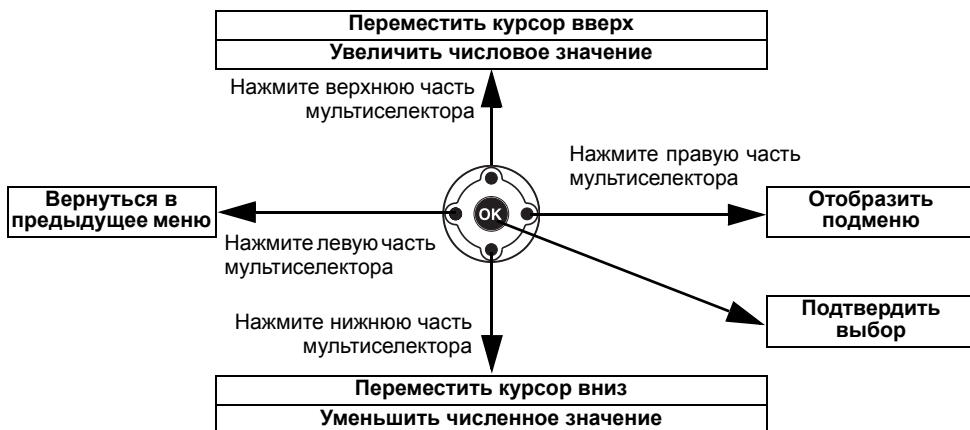 Переместить курсор вверх
Увеличить числовое значение
Нажмите верхнюю часть
мультиселектора
Нажмите правую часть
мультиселектора
Вернуться в
предыдущее меню
OK
Отобразить
подменю
Нажмите левую часть
мультиселектора
Подтвердить
выбор
Нажмите нижнюю часть
мультиселектора
Переместить курсор вниз
Уменьшить численное значение